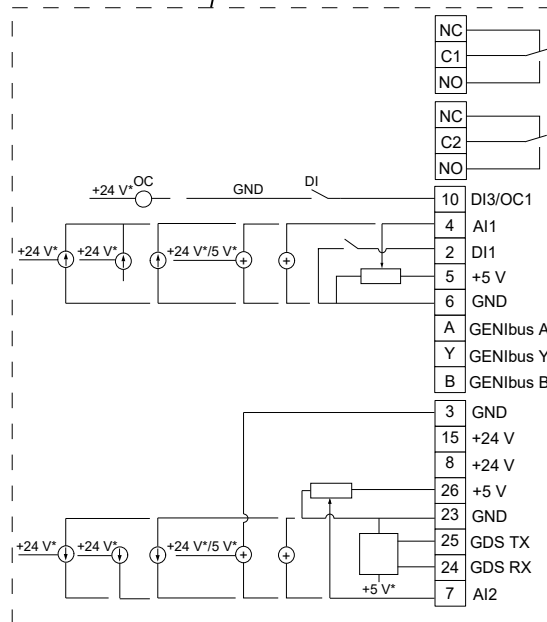 NC
C1
NO
NC
C2
NO
+24 V* OC GND DI 10 DI3/OC1
4 AI1
+24 V* +24 V* +24 V*/5 V* 2 DI1
5 +5 V
6 GND
A GENIbus A
Y GENIbus Y
B GENIbus B
3 GND
15 +24 V
8 +24 V
26 +5 V
23 GND
+24 V* +24 V* +24 V*/5 V* 25 GDS TX
24 GDS RX
+5 V* 7 AI2